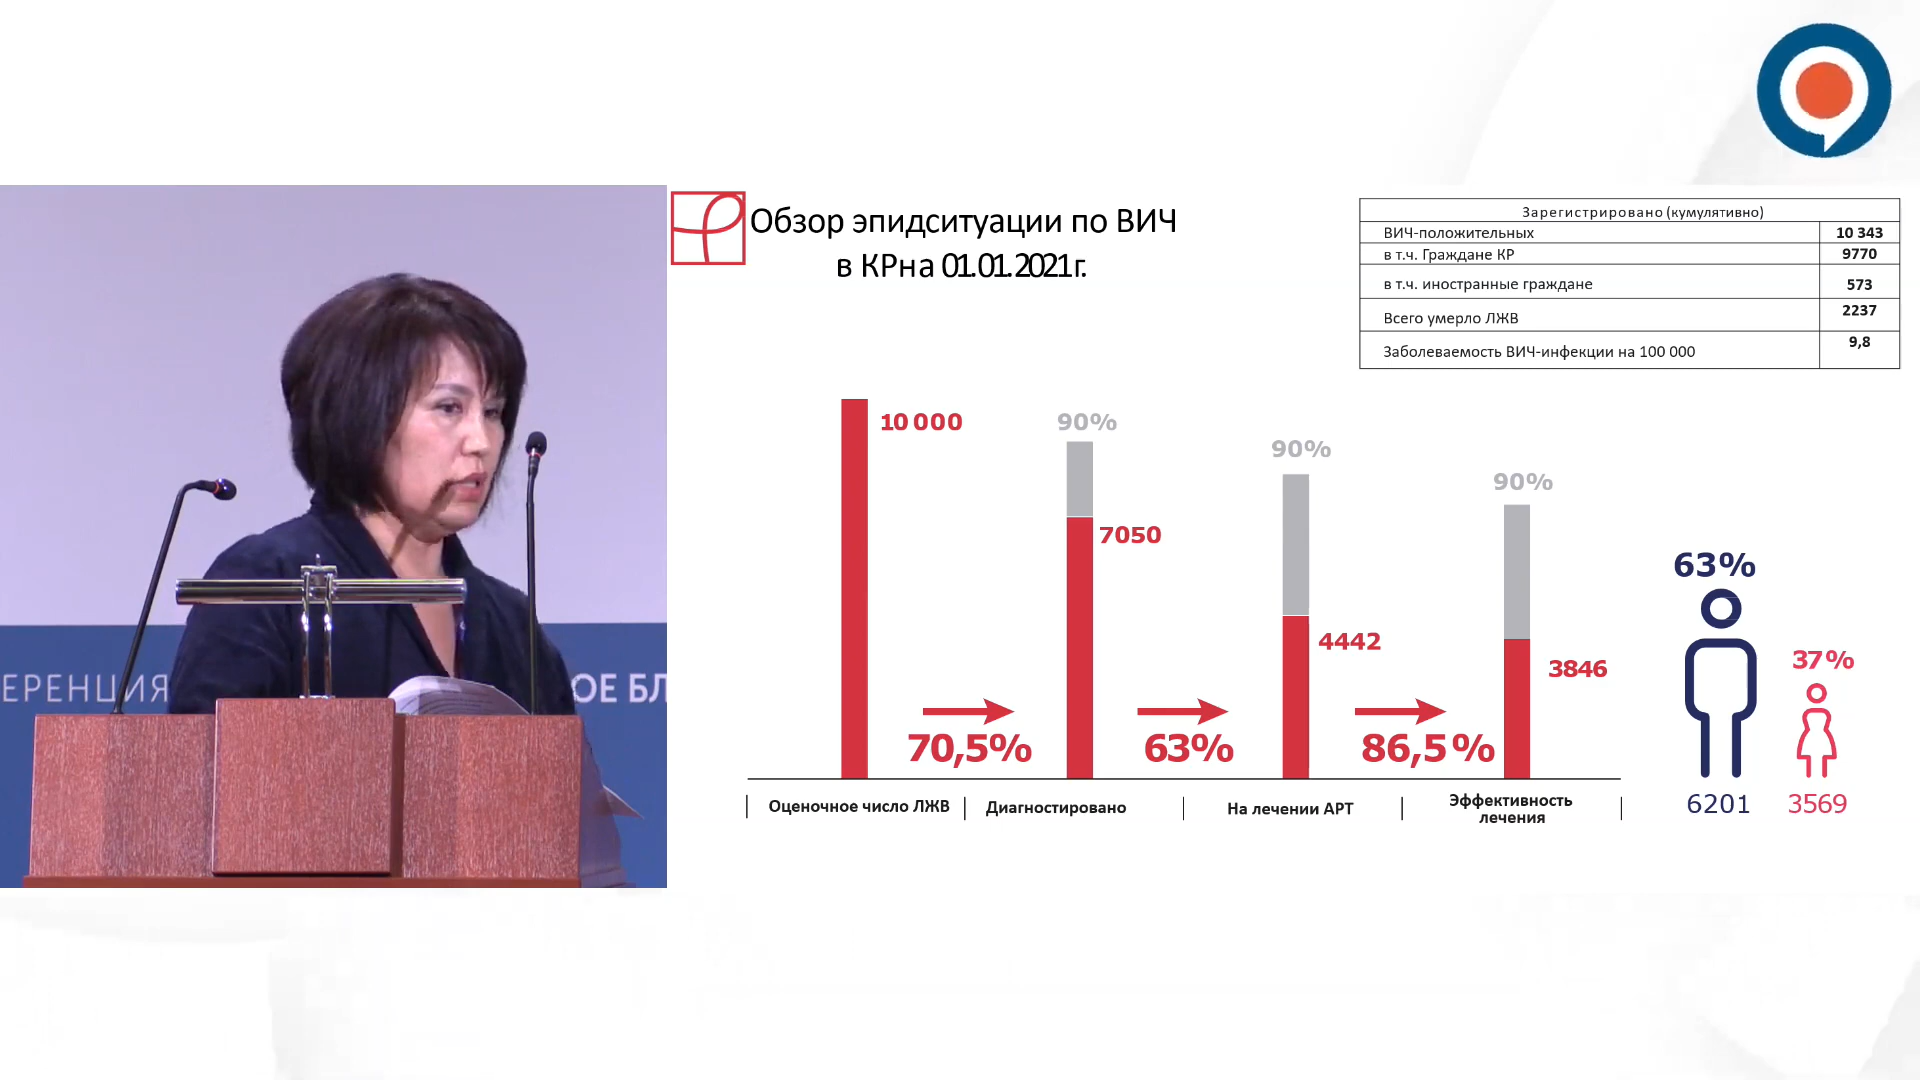 Обзор эпидситуации по ВИЧ
в КР на 01.01.2021 г.
Зарегистрировано (кумулятивно)
ВИЧ-положительных 10 343
в т.ч. Граждане КР 9770
в т.ч. иностранные граждане 573
Всего умерло ЛЖВ 2237
Заболеваемость ВИЧ-инфекции на 100 000 9,8
10 000
90%
90%
90%
7050
4442
3846
70,5%
63%
86,5%
Оценочное число ЛЖВ
Диагностировано
На лечении АРТ
Эффективность
лечения
63%
37%
6201
3569
ЕРЕНЦИЯ
ОЕ БЛ